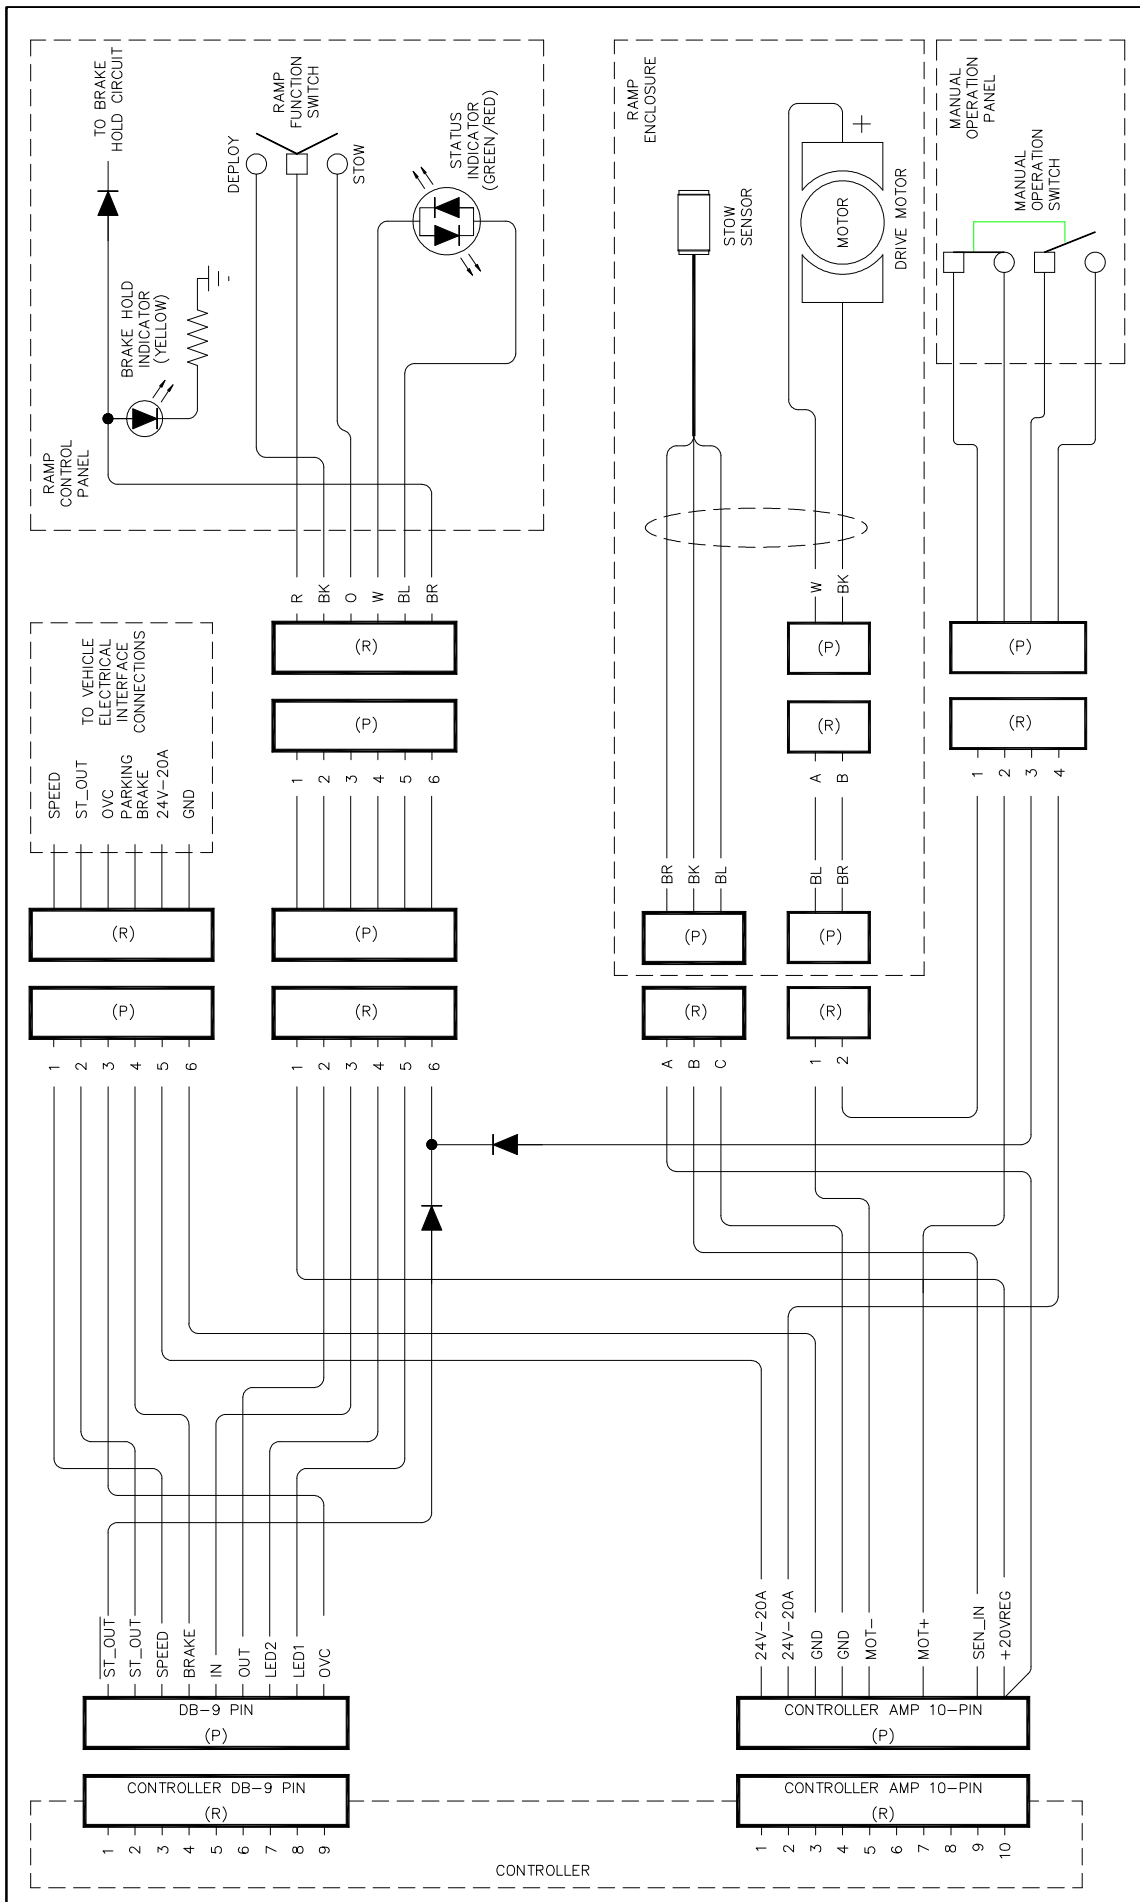 TO BRAKE
HOLD CIRCUIT
DEPLOY
RAMP
FUNCTION
SWITCH
STOW
STATUS
INDICATOR
(GREEN/RED)
BRAKE HOLD
INDICATOR
(YELLOW)
RAMP
CONTROL
PANEL
RAMP
ENCLOSURE
STOW
SENSOR
MOTOR
+
DRIVE MOTOR
MANUAL
OPERATION
PANEL
MANUAL
OPERATION
SWITCH
R
BK
O
W
BL
BR
W
BK
TO VEHICLE
ELECTRICAL
INTERFACE
CONNECTIONS
SPEED
ST_OUT
OVC
PARKING
BRAKE
24V-20A
GND
(R)
(P)
1
2
3
4
5
6
(P)
(R)
A
B
(P)
(R)
1
2
3
4
BR
BK
BL
BL
BR
(R)
(P)
(P)
(P)
(P)
(R)
(R)
(R)
1
2
3
4
5
6
1
2
3
4
5
6
A
B
C
1
2
ST_OUT
ST_OUT
SPEED
BRAKE
IN
OUT
LED2
LED1
OVC
24V-20A
24V-20A
GND
GND
MOT-
MOT+
SEN_IN
+20VREG
DB-9 PIN
(P)
CONTROLLER AMP 10-PIN
(P)
CONTROLLER DB-9 PIN
(R)
CONTROLLER AMP 10-PIN
(R)
1
2
3
4
5
6
7
8
9
1
2
3
4
5
6
7
8
9
10
CONTROLLER